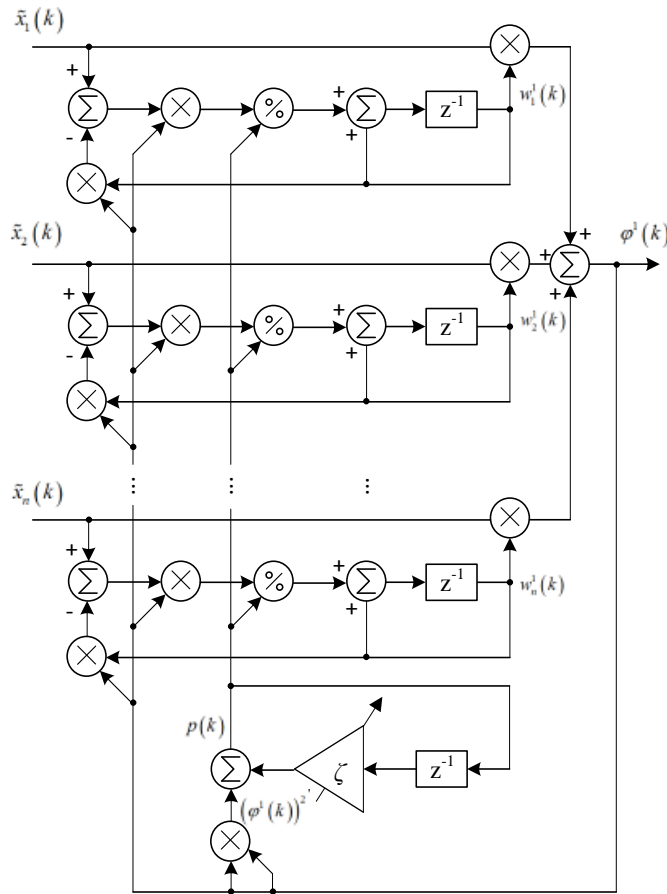 x̃₁(k)
+
Σ
-
×
%
+
Σ
+
z⁻¹
×
w₁¹(k)
×
x̃₂(k)
+
+
+
Σ
φ¹(k)
+
Σ
-
×
%
+
Σ
+
z⁻¹
×
w₂¹(k)
×
⋮ ⋮ ⋮
x̃ₙ(k)
+
Σ
-
×
%
+
Σ
+
z⁻¹
×
wₙ¹(k)
×
p(k)
Σ
ζ
z⁻¹
(φ¹(k))²'
×